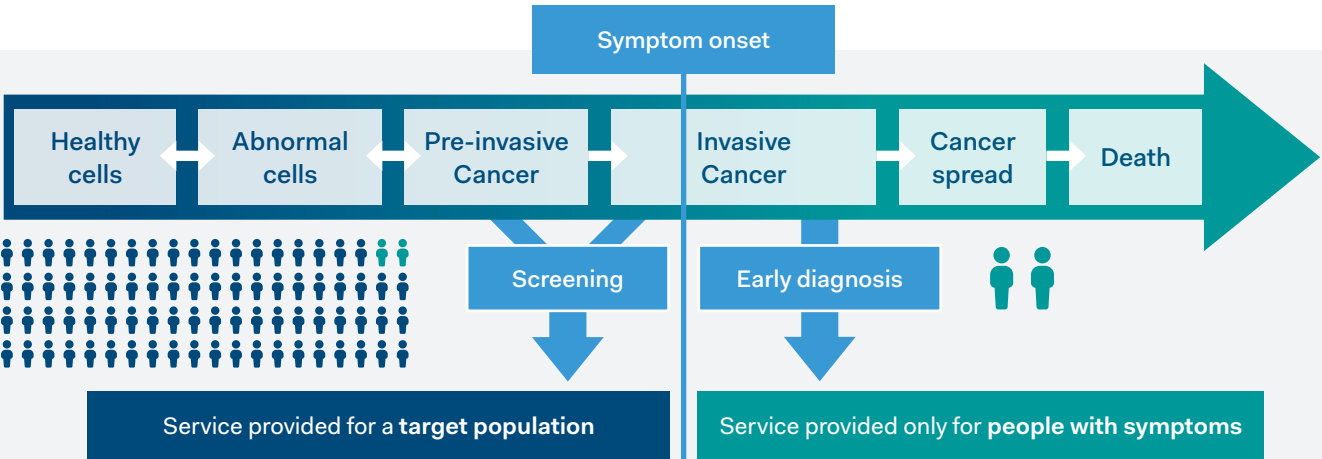 Symptom onset
Healthy
cells
Abnormal
cells
Pre-invasive
Cancer
Invasive
Cancer
Cancer
spread
Death
Screening
Early diagnosis
Service provided for a target population
Service provided only for people with symptoms